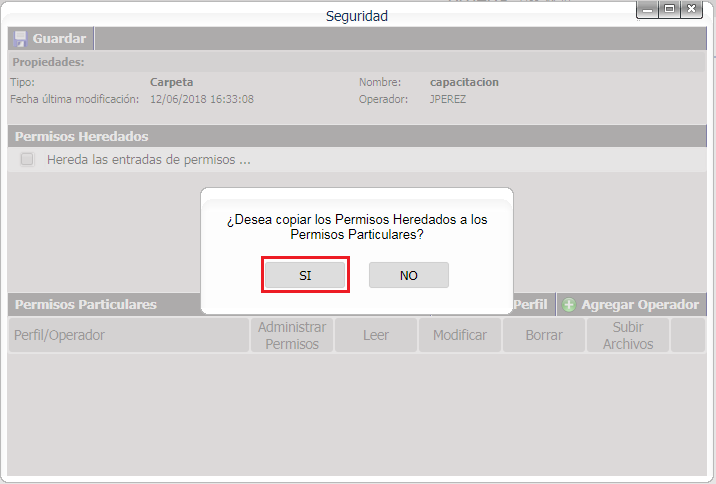 Seguridad
Guardar
Propiedades:
Tipo: Carpeta Nombre: capacitacion
Fecha última modificación: 12/06/2018 16:33:08 Operador: JPEREZ
Permisos Heredados
Hereda las entradas de permisos ...
¿Desea copiar los Permisos Heredados a los
Permisos Particulares?
SI NO
Permisos Particulares Perfil Agregar Operador
Perfil/Operador Administrar Permisos Leer Modificar Borrar Subir Archivos